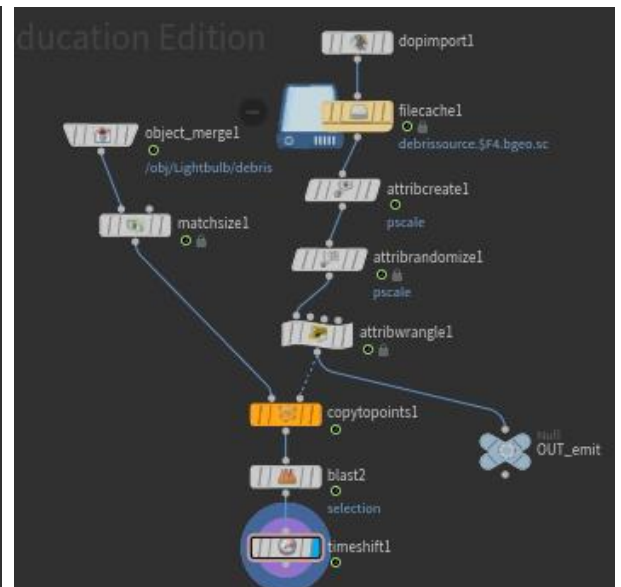 ducation Edition
dopimport1
filecache1
debrissource.$F4.bgeo.sc
object_merge1
/obj/Lightbulb/debris
attribcreate1
pscale
matchsize1
attribrandomize1
pscale
attribwrangle1
copytopoints1
Null
OUT_emit
blast2
selection
timeshift1